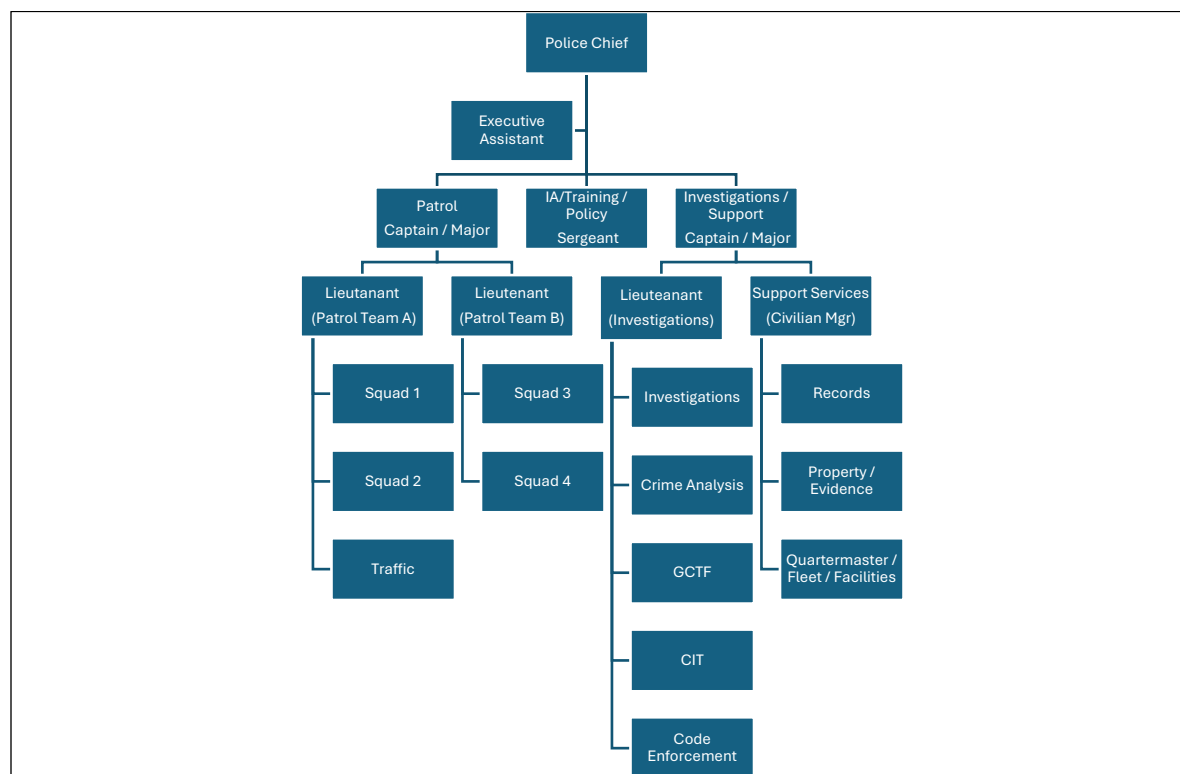 Police Chief
Executive
Assistant
Patrol
Captain / Major
IA/Training /
Policy
Sergeant
Investigations /
Support
Captain / Major
Lieutanant
(Patrol Team A)
Lieutenant
(Patrol Team B)
Lieuteanant
(Investigations)
Support Services
(Civilian Mgr)
Squad 1
Squad 2
Traffic
Squad 3
Squad 4
Investigations
Crime Analysis
GCTF
CIT
Code
Enforcement
Records
Property /
Evidence
Quartermaster /
Fleet / Facilities